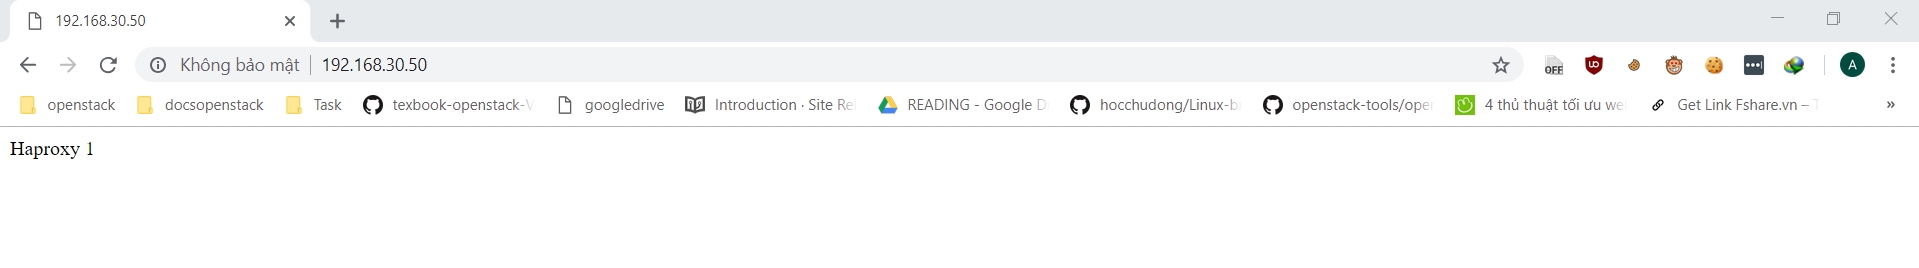 192.168.30.50
Không bảo mật 192.168.30.50 OFF A
openstack docsopenstack Task texbook-openstack- googledrive Introduction · Site Re READING - Google D hocchudong/Linux-b openstack-tools/ope 4 thủ thuật tối ưu we Get Link Fshare.vn – T »
Haproxy 1